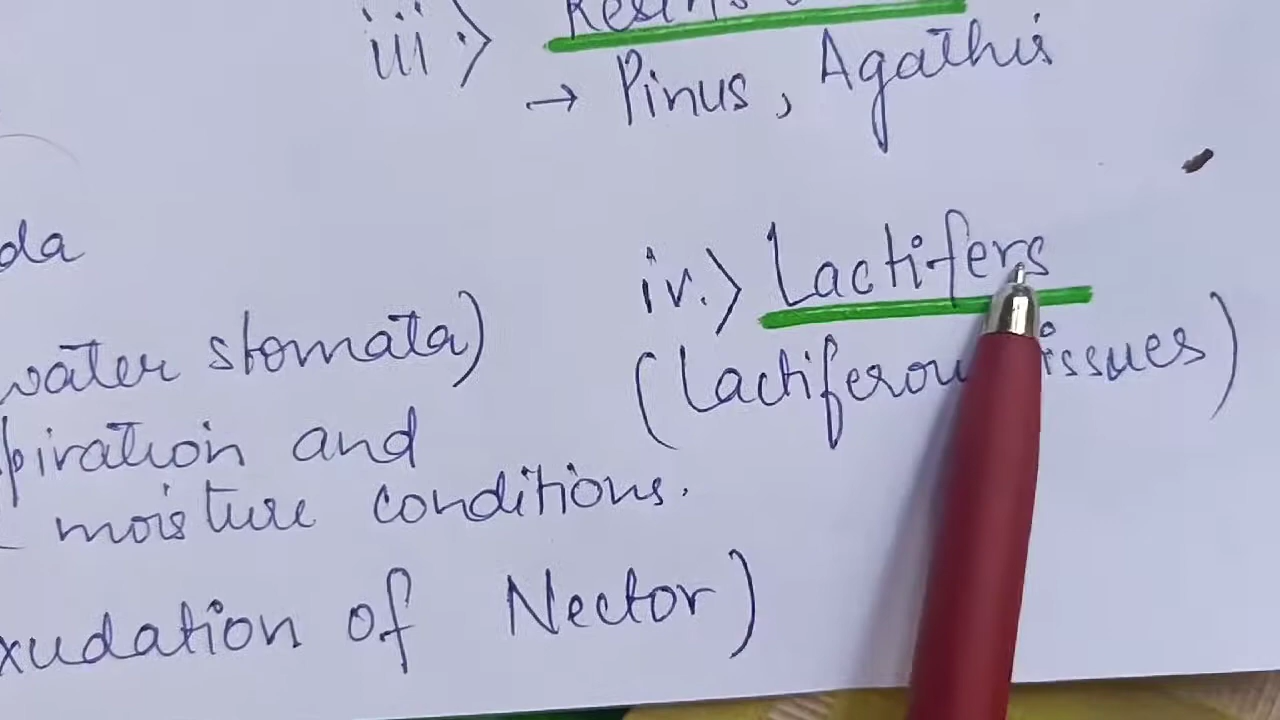 iii.>
→ Pinus, Agathis
iv.> Lactifers
(lactiferou issues)
da
water stomata)
piration and
moisture conditions.
xudation of Nector)